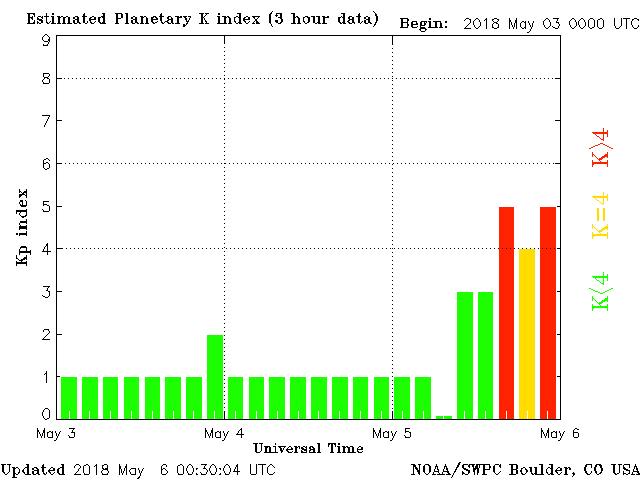 Estimated Planetary K index (3 hour data)
Begin: 2018 May 03 0000 UTC
9
8
7
6
5
4
3
2
1
0
Kp index
K>4
K=4
K<4
May 3
May 4
May 5
May 6
Universal Time
Updated 2018 May 6 00:30:04 UTC
NOAA/SWPC Boulder, CO USA